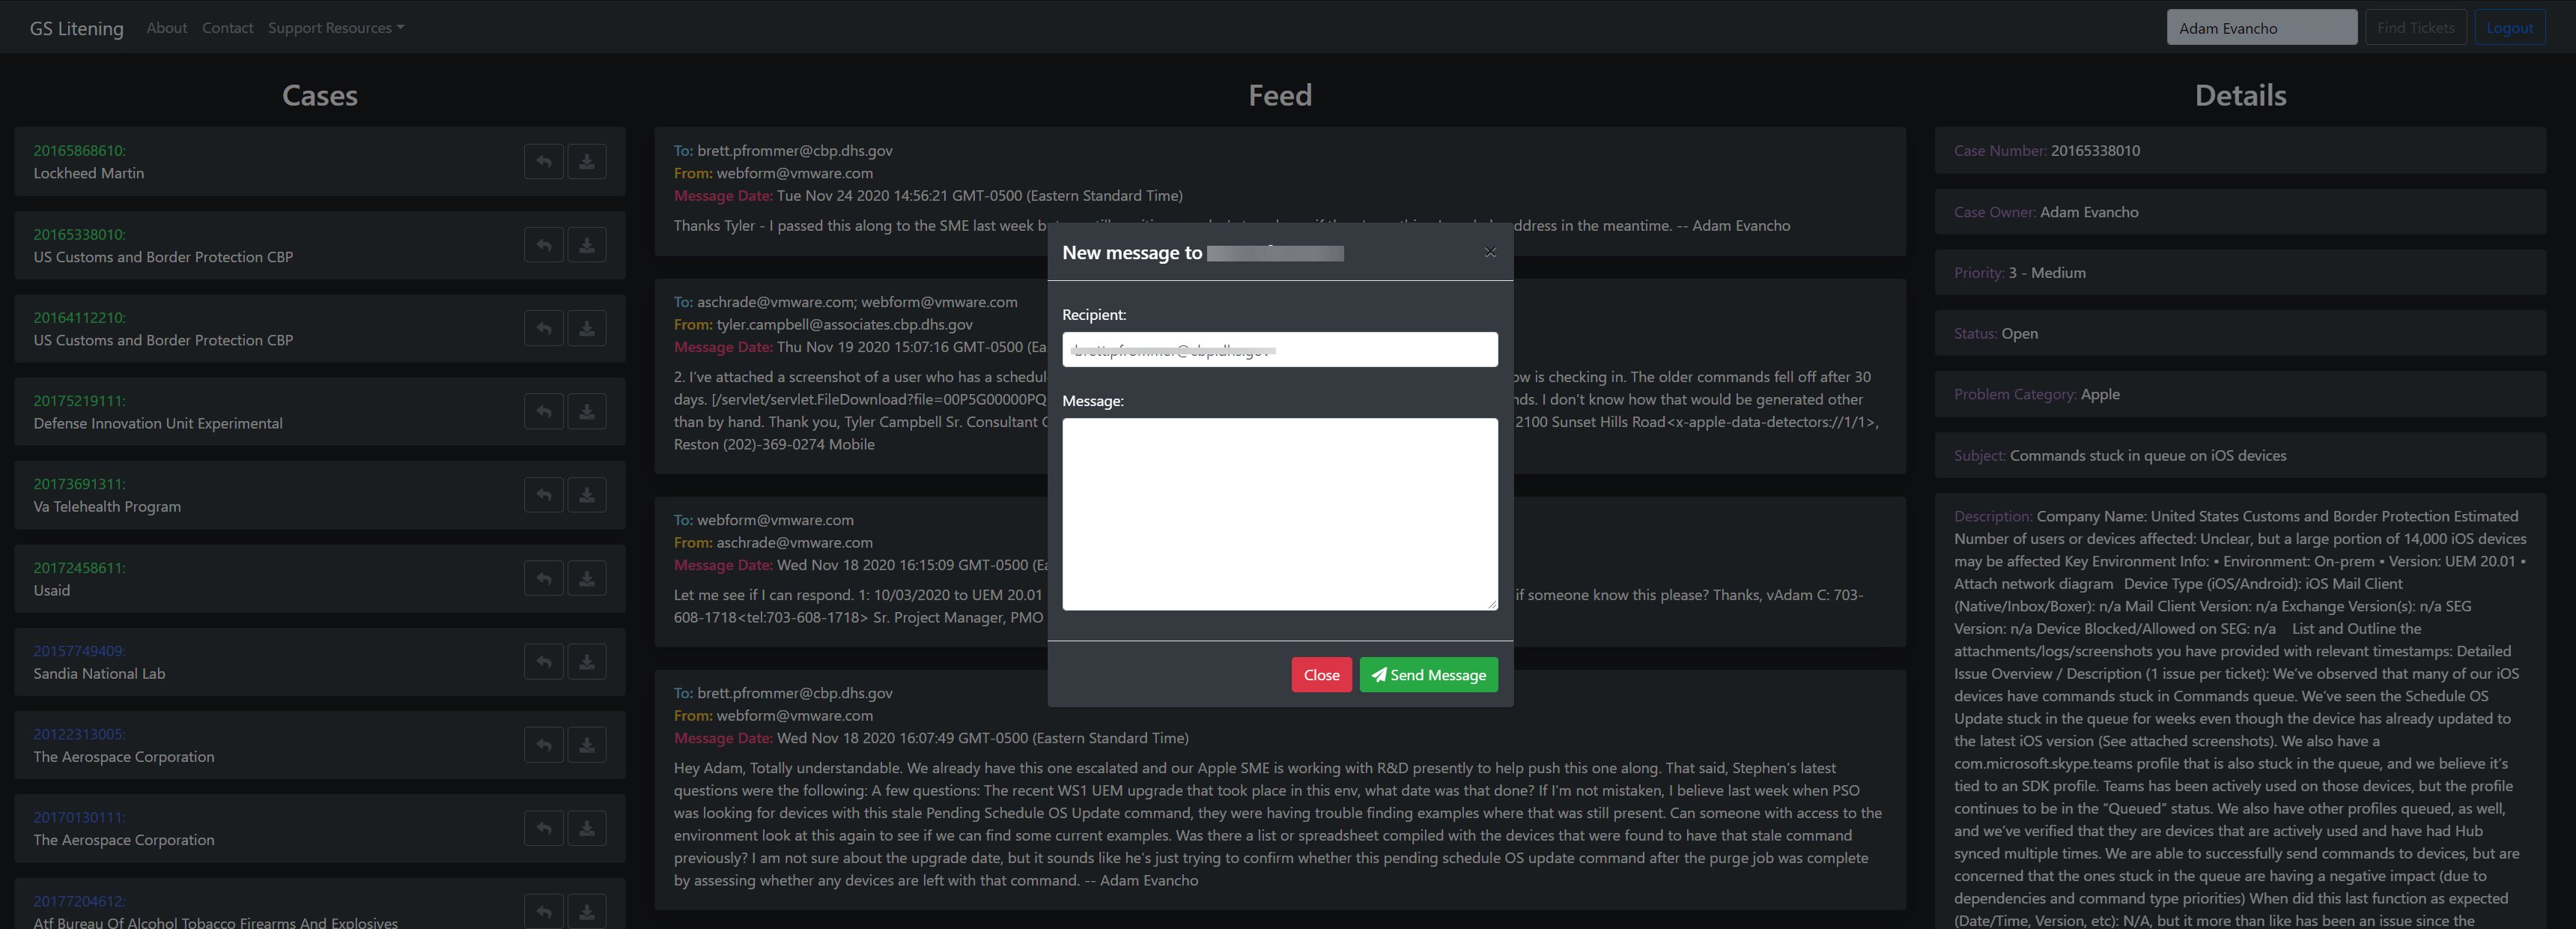 GS Litening About Contact Support Resources Adam Evancho Find Tickets Logout
Cases
20165868610:
Lockheed Martin
20165338010:
US Customs and Border Protection CBP
20164112210:
US Customs and Border Protection CBP
20175219111:
Defense Innovation Unit Experimental
20173691311:
Va Telehealth Program
20172458611:
Usaid
20157749409:
Sandia National Lab
20122313005:
The Aerospace Corporation
20170130111:
The Aerospace Corporation
20177204612:
Atf Bureau Of Alcohol Tobacco Firearms And Explosives
Feed
To: brett.pfrommer@cbp.dhs.gov
From: webform@vmware.com
Message Date: Tue Nov 24 2020 14:56:21 GMT-0500 (Eastern Standard Time)
Thanks Tyler - I passed this along to the SME last week b address in the meantime. -- Adam Evancho
To: aschrade@vmware.com; webform@vmware.com
From: tyler.campbell@associates.cbp.dhs.gov
Message Date: Thu Nov 19 2020 15:07:16 GMT-0500 (Ea
2. I've attached a screenshot of a user who has a schedul ow is checking in. The older commands fell off after 30
days. [/servlet/servlet.FileDownload?file=00P5G00000PQ nds. I don't know how that would be generated other
than by hand. Thank you, Tyler Campbell Sr. Consultant C 2100 Sunset Hills Road<x-apple-data-detectors://1/1>,
Reston (202)-369-0274 Mobile
To: webform@vmware.com
From: aschrade@vmware.com
Message Date: Wed Nov 18 2020 16:15:09 GMT-0500 (Ea
Let me see if I can respond. 1: 10/03/2020 to UEM 20.01 if someone know this please? Thanks, vAdam C: 703-
608-1718<tel:703-608-1718> Sr. Project Manager, PMO
To: brett.pfrommer@cbp.dhs.gov
From: webform@vmware.com
Message Date: Wed Nov 18 2020 16:07:49 GMT-0500 (Eastern Standard Time)
Hey Adam, Totally understandable. We already have this one escalated and our Apple SME is working with R&D presently to help push this one along. That said, Stephen's latest
questions were the following: A few questions: The recent WS1 UEM upgrade that took place in this env, what date was that done? If I'm not mistaken, I believe last week when PSO
was looking for devices with this stale Pending Schedule OS Update command, they were having trouble finding examples where that was still present. Can someone with access to the
environment look at this again to see if we can find some current examples. Was there a list or spreadsheet compiled with the devices that were found to have that stale command
previously? I am not sure about the upgrade date, but it sounds like he's just trying to confirm whether this pending schedule OS update command after the purge job was complete
by assessing whether any devices are left with that command. -- Adam Evancho
New message to
×
Recipient:
Message:
Close Send Message
Details
Case Number: 20165338010
Case Owner: Adam Evancho
Priority: 3 - Medium
Status: Open
Problem Category: Apple
Subject: Commands stuck in queue on iOS devices
Description: Company Name: United States Customs and Border Protection Estimated
Number of users or devices affected: Unclear, but a large portion of 14,000 iOS devices
may be affected Key Environment Info: • Environment: On-prem • Version: UEM 20.01 •
Attach network diagram Device Type (iOS/Android): iOS Mail Client
(Native/Inbox/Boxer): n/a Mail Client Version: n/a Exchange Version(s): n/a SEG
Version: n/a Device Blocked/Allowed on SEG: n/a List and Outline the
attachments/logs/screenshots you have provided with relevant timestamps: Detailed
Issue Overview / Description (1 issue per ticket): We've observed that many of our iOS
devices have commands stuck in Commands queue. We've seen the Schedule OS
Update stuck in the queue for weeks even though the device has already updated to
the latest iOS version (See attached screenshots). We also have a
com.microsoft.skype.teams profile that is also stuck in the queue, and we believe it's
tied to an SDK profile. Teams has been actively used on those devices, but the profile
continues to be in the "Queued" status. We also have other profiles queued, as well,
and we've verified that they are devices that are actively used and have had Hub
synced multiple times. We are able to successfully send commands to devices, but are
concerned that the ones stuck in the queue are having a negative impact (due to
dependencies and command type priorities) When did this last function as expected
(Date/Time, Version, etc): N/A, but it more than like has been an issue since the